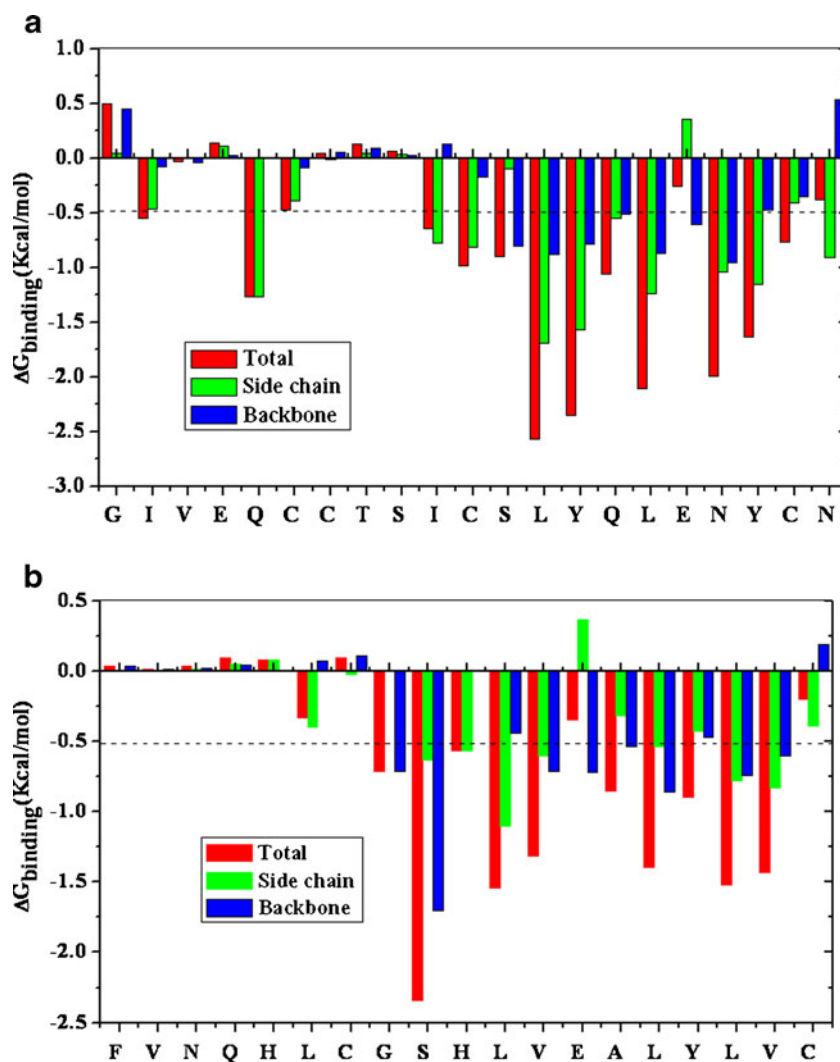 a
1.0
0.5
0.0
-0.5
-1.0
-1.5
-2.0
-2.5
-3.0
ΔGbinding(Kcal/mol)
Total
Side chain
Backbone
G I V E Q C C T S I C S L Y Q L E N Y C N
b
0.5
0.0
-0.5
-1.0
-1.5
-2.0
-2.5
ΔGbinding(Kcal/mol)
Total
Side chain
Backbone
F V N Q H L C G S H L V E A L Y L V C